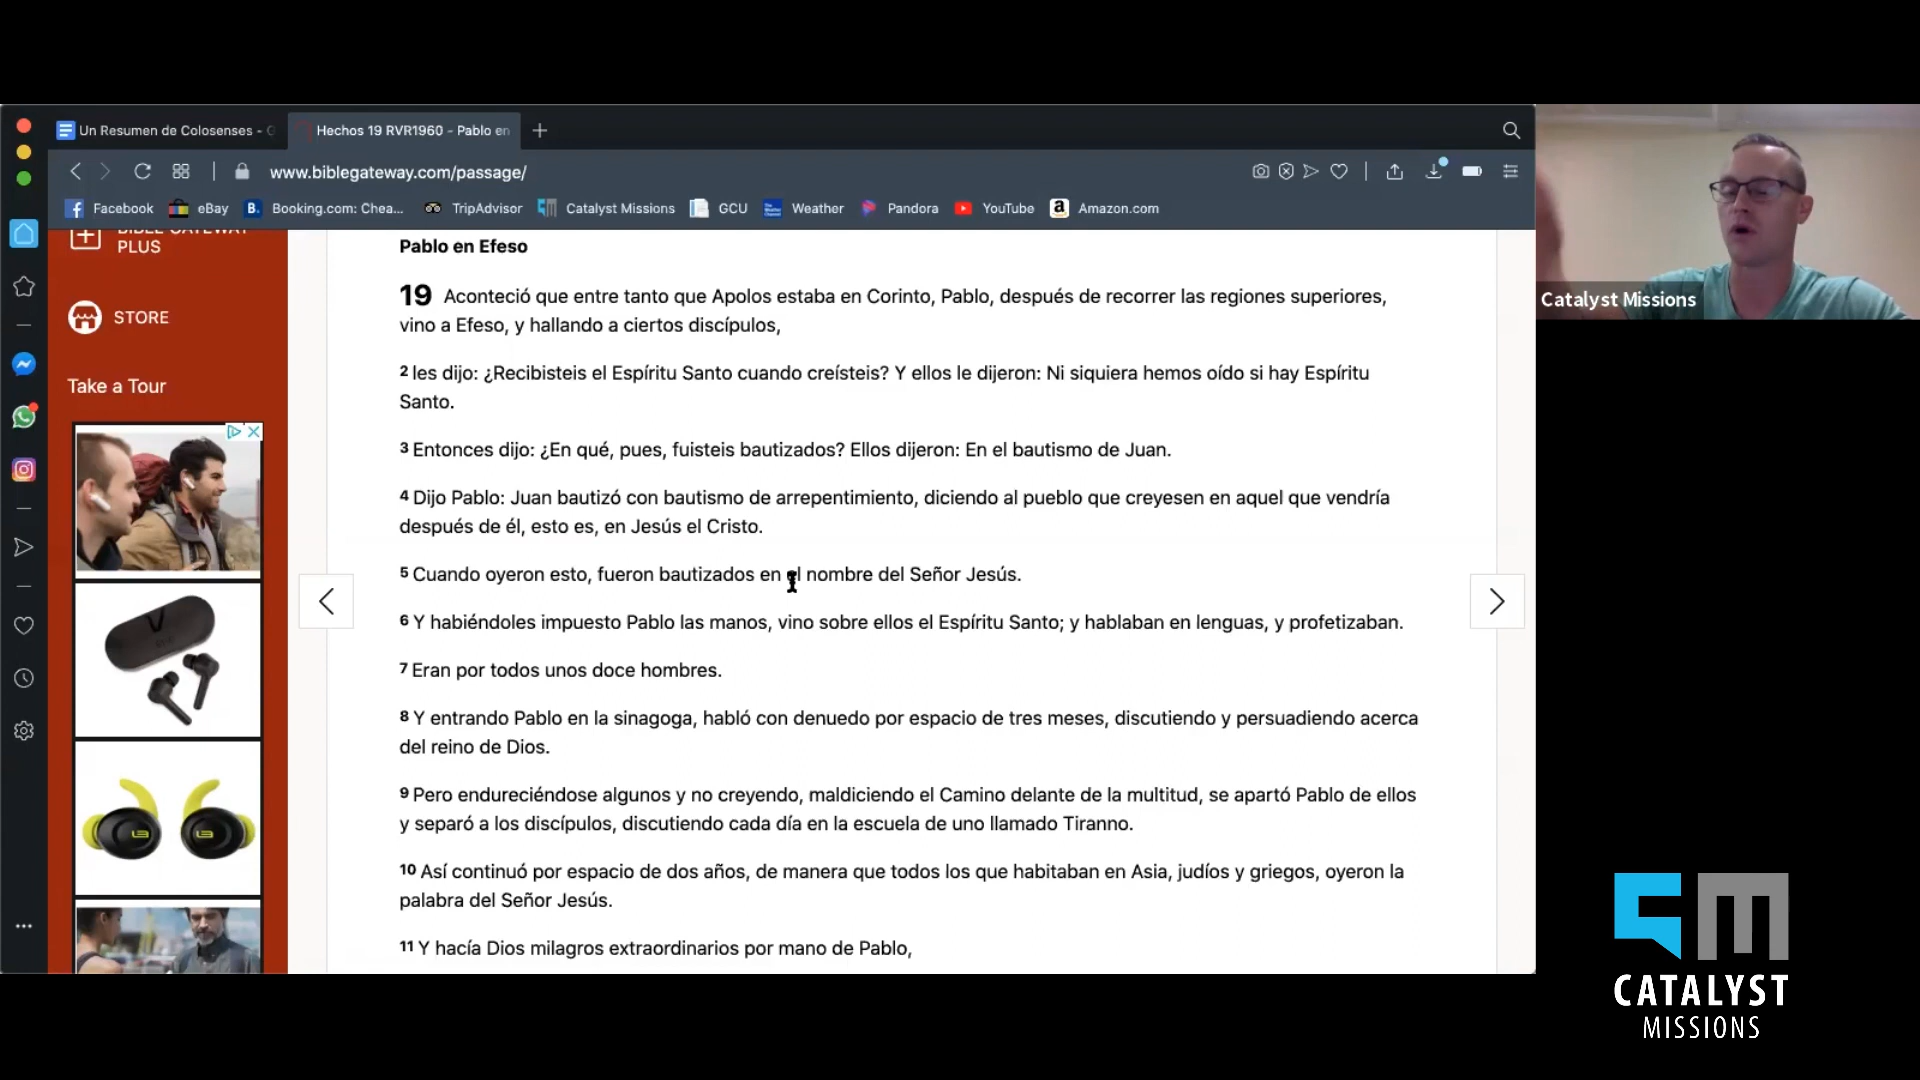 Un Resumen de Colosenses -
Hechos 19 RVR1960 - Pablo en
www.biblegateway.com/passage/
Facebook
eBay
Booking.com: Chea...
TripAdvisor
Catalyst Missions
GCU
Weather
Pandora
YouTube
Amazon.com
BIBLE GATEWAY
PLUS
STORE
Take a Tour
Pablo en Efeso
19 Aconteció que entre tanto que Apolos estaba en Corinto, Pablo, después de recorrer las regiones superiores,
vino a Efeso, y hallando a ciertos discípulos,
2 les dijo: ¿Recibisteis el Espíritu Santo cuando creísteis? Y ellos le dijeron: Ni siquiera hemos oído si hay Espíritu
Santo.
3 Entonces dijo: ¿En qué, pues, fuisteis bautizados? Ellos dijeron: En el bautismo de Juan.
4 Dijo Pablo: Juan bautizó con bautismo de arrepentimiento, diciendo al pueblo que creyesen en aquel que vendría
después de él, esto es, en Jesús el Cristo.
5 Cuando oyeron esto, fueron bautizados en el nombre del Señor Jesús.
6 Y habiéndoles impuesto Pablo las manos, vino sobre ellos el Espíritu Santo; y hablaban en lenguas, y profetizaban.
7 Eran por todos unos doce hombres.
8 Y entrando Pablo en la sinagoga, habló con denuedo por espacio de tres meses, discutiendo y persuadiendo acerca
del reino de Dios.
9 Pero endureciéndose algunos y no creyendo, maldiciendo el Camino delante de la multitud, se apartó Pablo de ellos
y separó a los discípulos, discutiendo cada día en la escuela de uno llamado Tiranno.
10 Así continuó por espacio de dos años, de manera que todos los que habitaban en Asia, judíos y griegos, oyeron la
palabra del Señor Jesús.
11 Y hacía Dios milagros extraordinarios por mano de Pablo,
Catalyst Missions
CATALYST
MISSIONS